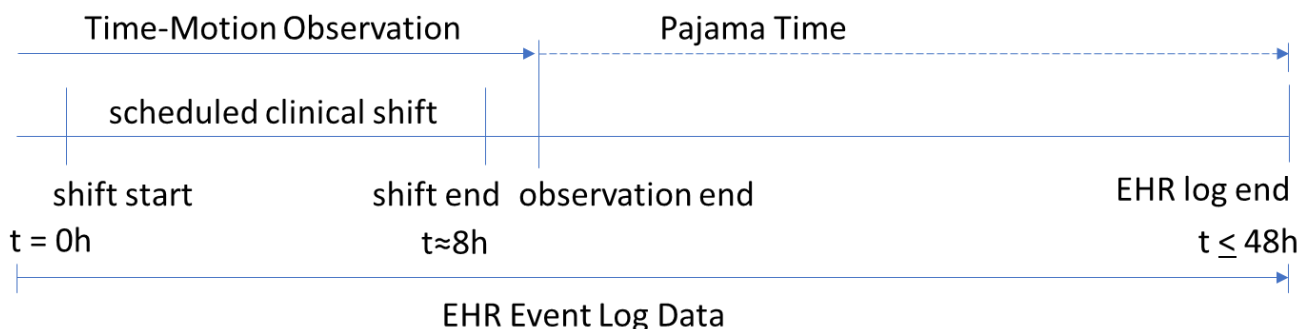 Time-Motion Observation Pajama Time
scheduled clinical shift
shift start shift end observation end EHR log end
t = 0h t≈8h t ≤ 48h
EHR Event Log Data